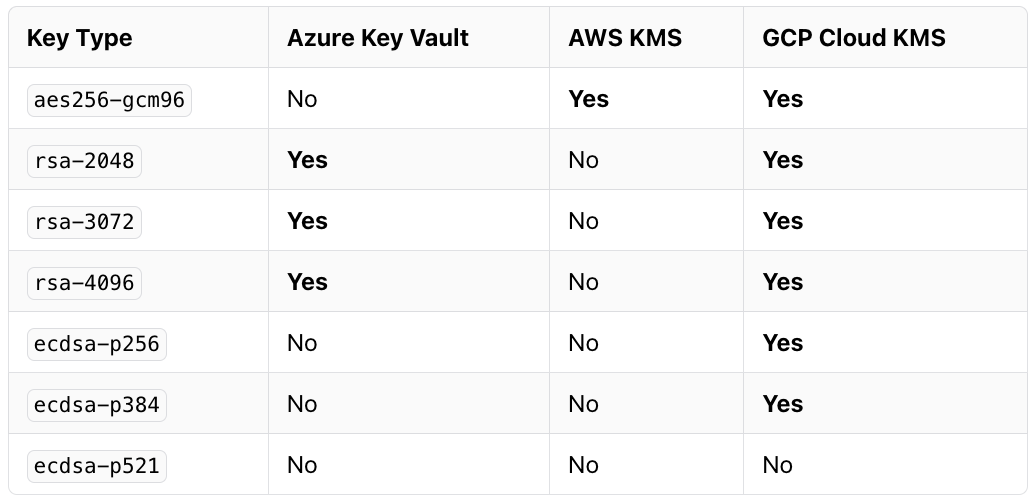 Key Type Azure Key Vault AWS KMS GCP Cloud KMS
aes256-gcm96 No Yes Yes
rsa-2048 Yes No Yes
rsa-3072 Yes No Yes
rsa-4096 Yes No Yes
ecdsa-p256 No No Yes
ecdsa-p384 No No Yes
ecdsa-p521 No No No